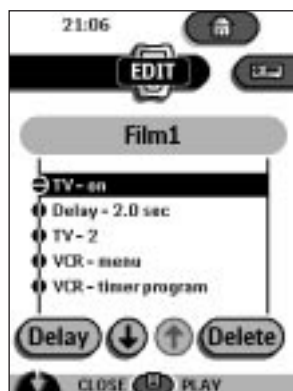 21:06
EDIT
Film1
TV - on
Delay - 2.0 sec
TV - 2
VCR - menu
VCR - timer program
Delay Delete
CLOSE PLAY